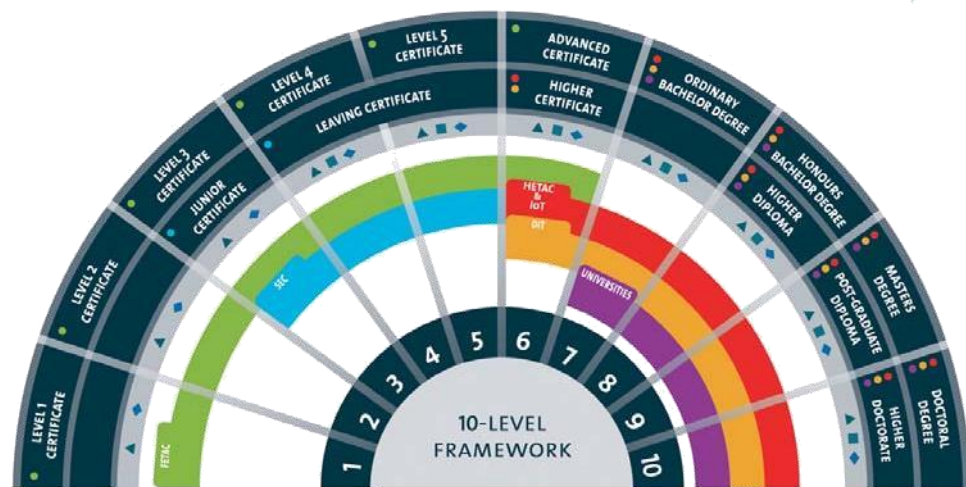 LEVEL 1
CERTIFICATE
LEVEL 2
CERTIFICATE
LEVEL 3
CERTIFICATE
JUNIOR
CERTIFICATE
LEVEL 4
CERTIFICATE
LEVEL 5
CERTIFICATE
LEAVING CERTIFICATE
ADVANCED
CERTIFICATE
HIGHER
CERTIFICATE
ORDINARY
BACHELOR DEGREE
HONOURS
BACHELOR DEGREE
HIGHER
DIPLOMA
MASTERS
DEGREE
POST-GRADUATE
DIPLOMA
DOCTORAL
DEGREE
HIGHER
DOCTORATE
FETAC
SEC
HETAC
&
IoT
DIT
UNIVERSITIES
1
2
3
4
5
6
7
8
9
10
10-LEVEL
FRAMEWORK